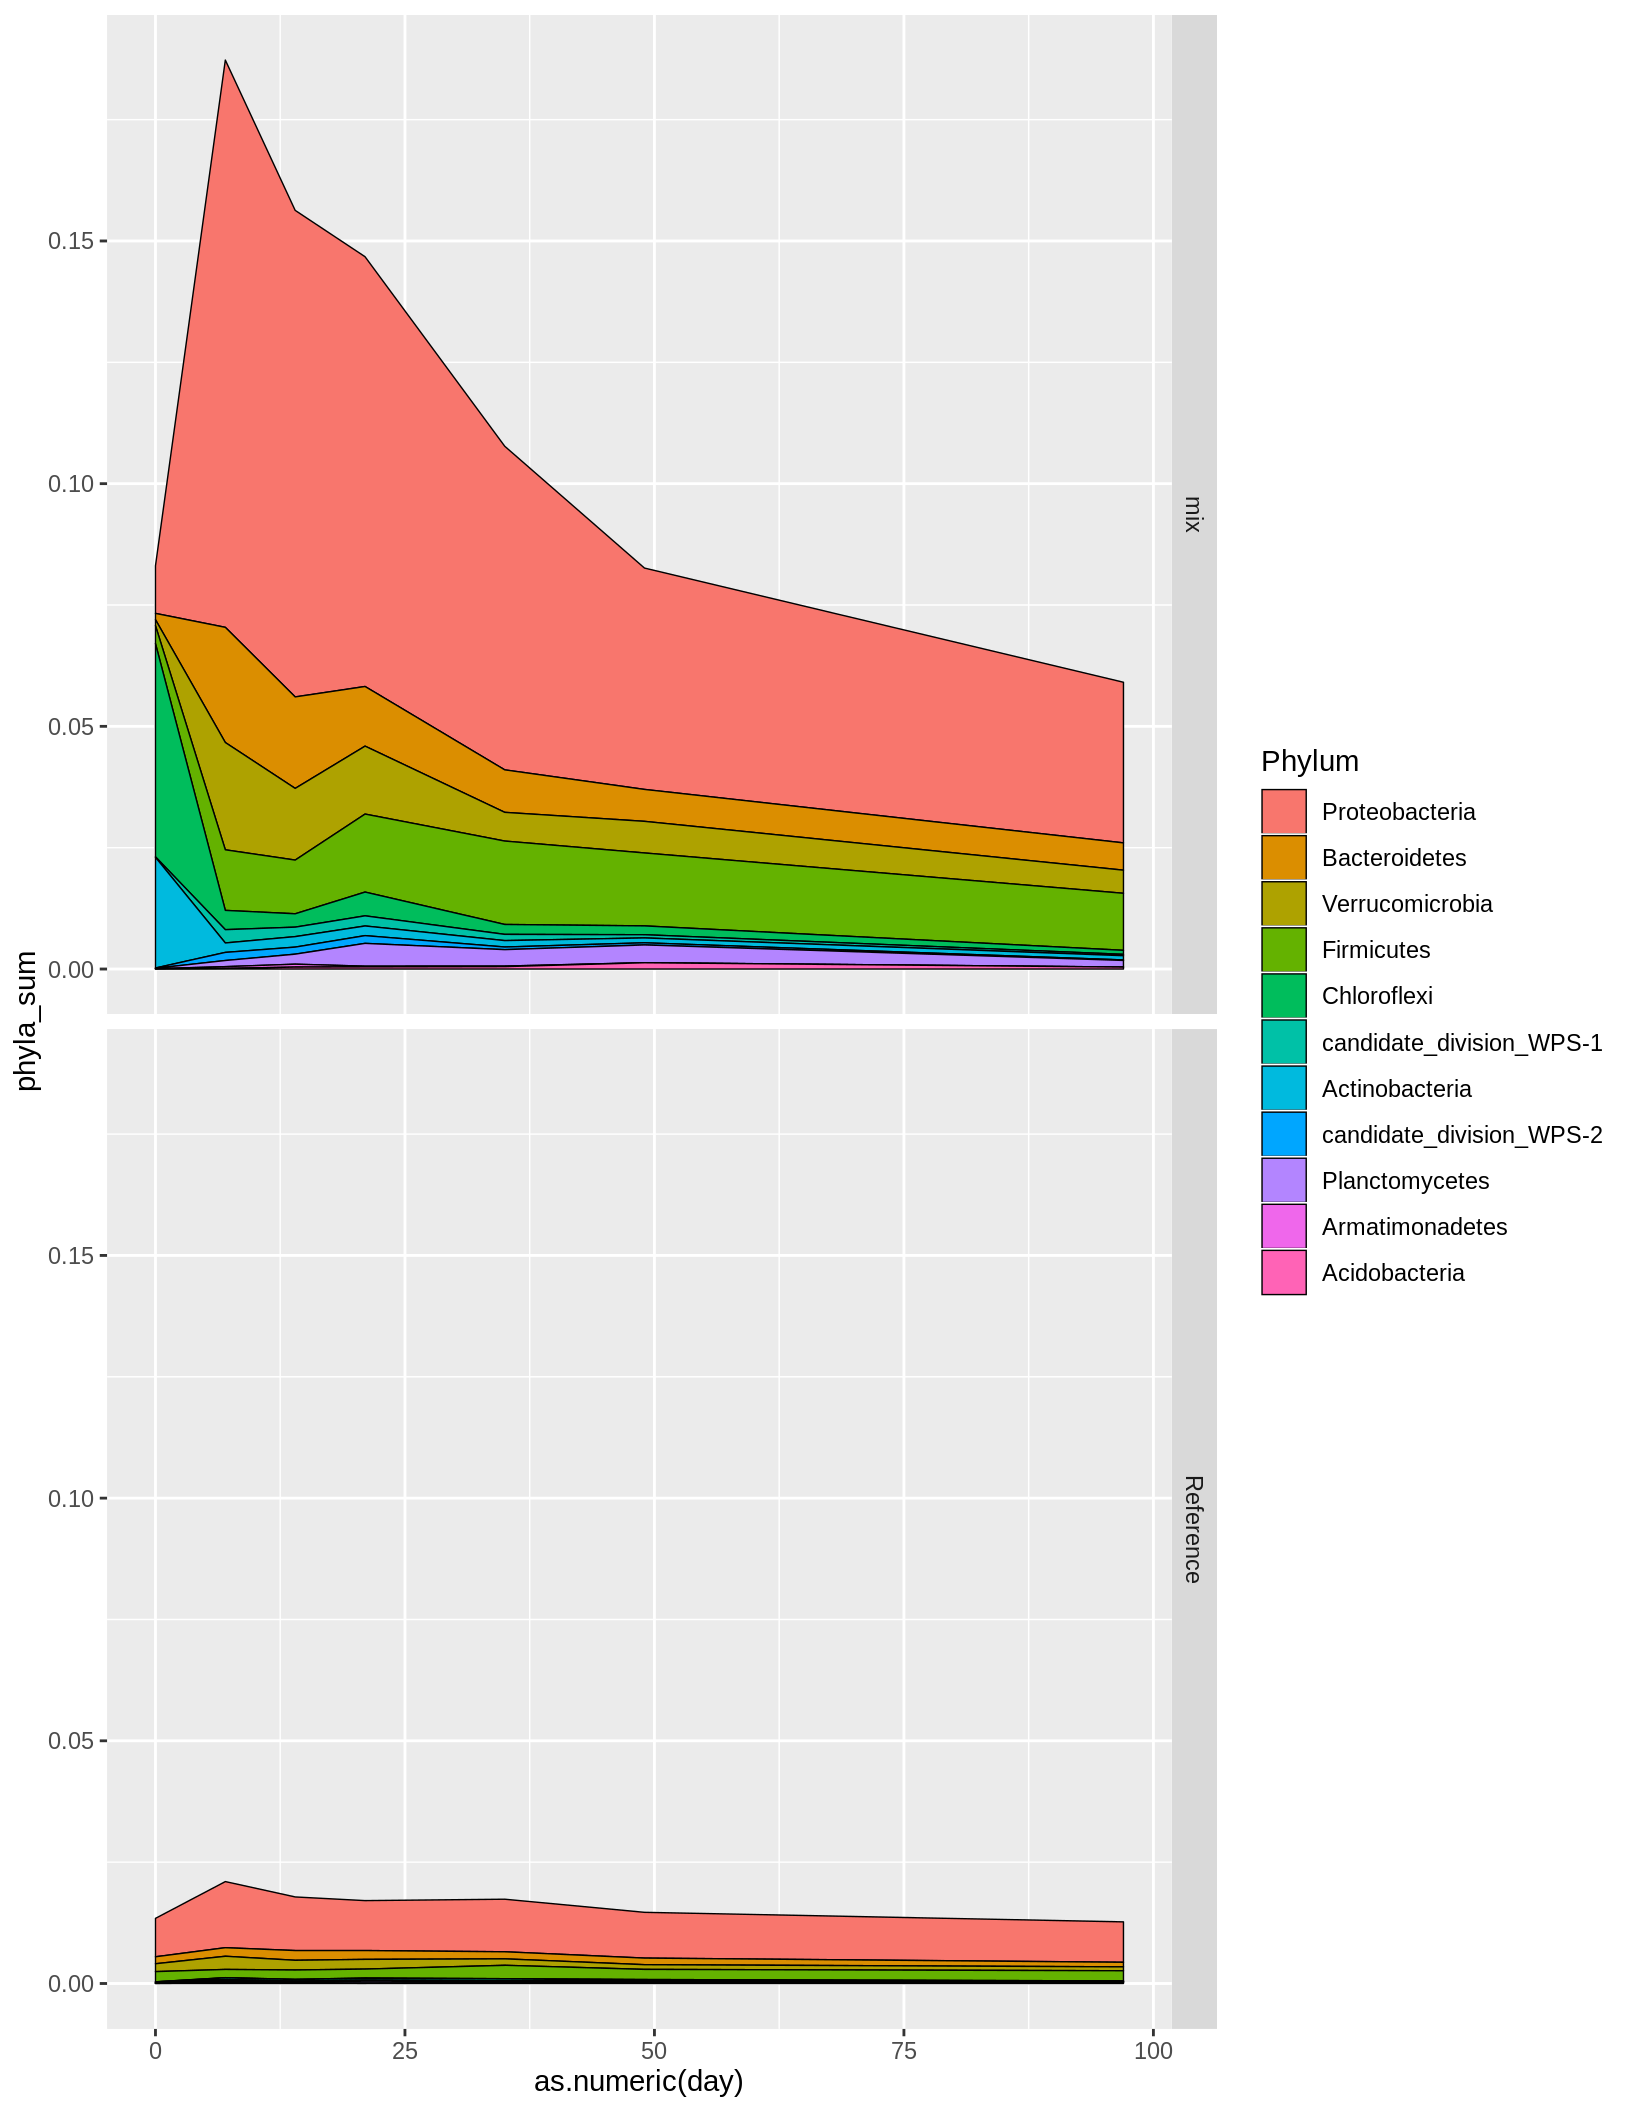 phyla_sum
0.15
0.10
0.05
0.00
mix
0.15
0.10
0.05
0.00
Reference
0
25
50
75
100
as.numeric(day)
Phylum
Proteobacteria
Bacteroidetes
Verrucomicrobia
Firmicutes
Chloroflexi
candidate_division_WPS-1
Actinobacteria
candidate_division_WPS-2
Planctomycetes
Armatimonadetes
Acidobacteria